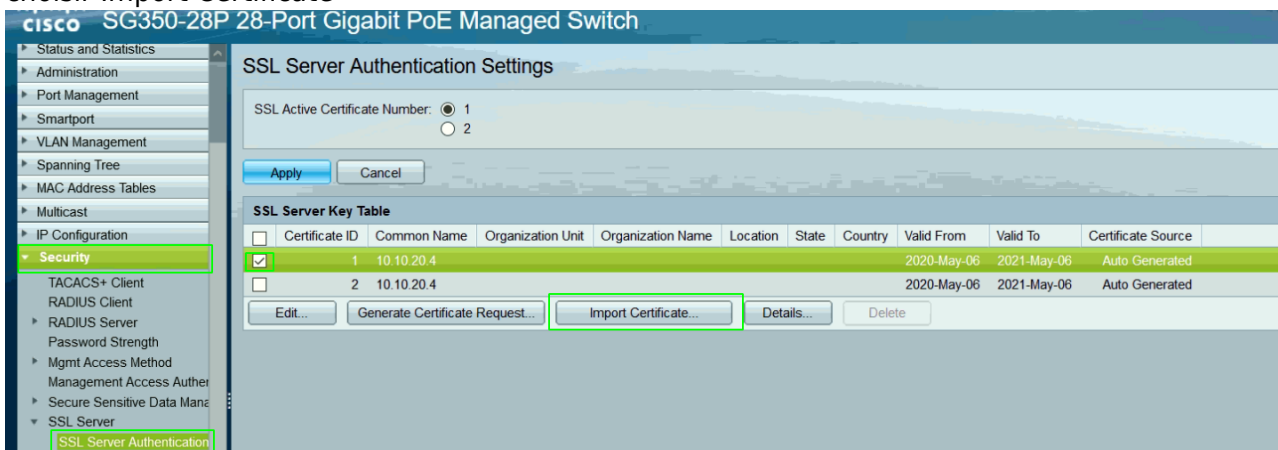 choisir Import Certificate
CISCO SG350-28P 28-Port Gigabit PoE Managed Switch
Status and Statistics
Administration
Port Management
Smartport
VLAN Management
Spanning Tree
MAC Address Tables
Multicast
IP Configuration
Security
TACACS+ Client
RADIUS Client
RADIUS Server
Password Strength
Mgmt Access Method
Management Access Auther
Secure Sensitive Data Mana
SSL Server
SSL Server Authentication
SSL Server Authentication Settings
SSL Active Certificate Number: 1
2
Apply Cancel
SSL Server Key Table
Certificate ID Common Name Organization Unit Organization Name Location State Country Valid From Valid To Certificate Source
1 10.10.20.4 2020-May-06 2021-May-06 Auto Generated
2 10.10.20.4 2020-May-06 2021-May-06 Auto Generated
Edit... Generate Certificate Request... Import Certificate... Details... Delete